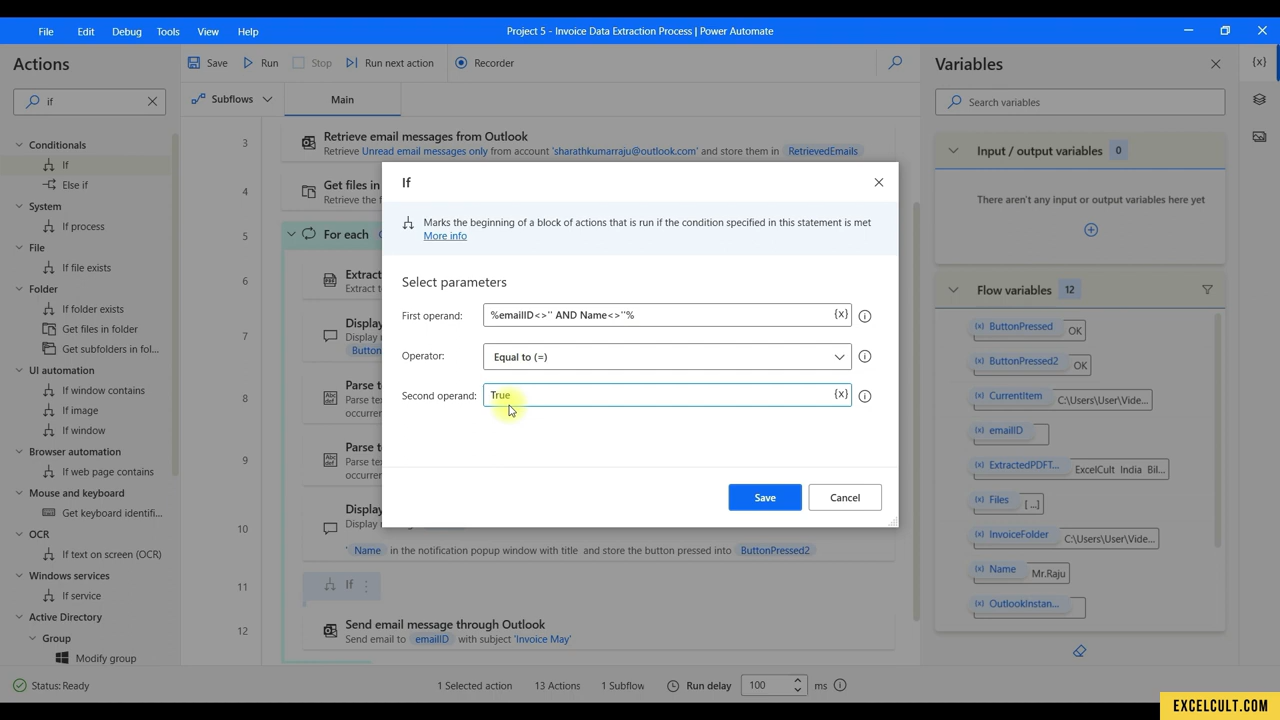 File Edit Debug Tools View Help
Project 5 - Invoice Data Extraction Process | Power Automate
Actions
if
Conditionals
If
Else if
System
If process
File
If file exists
Folder
If folder exists
Get files in folder
Get subfolders in fol...
UI automation
If window contains
If image
If window
Browser automation
If web page contains
Mouse and keyboard
Get keyboard identifi...
OCR
If text on screen (OCR)
Windows services
If service
Active Directory
Group
Modify group
Save Run Stop Run next action Recorder
Subflows Main
3 Retrieve email messages from Outlook
Retrieve Unread email messages only from account 'sharathkumarraju@outlook.com' and store them in RetrievedEmails
4 Get files in
Retrieve the f
5 For each
6 Extract
Extract t
7 Display
Display
Button
8 Parse t
Parse te
occurren
9 Parse t
Parse te
occurren
10 Display
Display
'Name in the notification popup window with title and store the button pressed into ButtonPressed2
11 If
12 Send email message through Outlook
Send email to emailID with subject 'Invoice May'
If
Marks the beginning of a block of actions that is run if the condition specified in this statement is met
More info
Select parameters
First operand: %emailID<>'' AND Name<>''% {x}
Operator: Equal to (=)
Second operand: True {x}
Save Cancel
Variables {x}
Search variables
Input / output variables 0
There aren't any input or output variables here yet
Flow variables 12
{x} ButtonPressed OK
{x} ButtonPressed2 OK
{x} CurrentItem C:\Users\User\Vide...
{x} emailID
{x} ExtractedPDFT... ExcelCult India Bil...
{x} Files [ ...]
{x} InvoiceFolder C:\Users\User\Vide...
{x} Name Mr.Raju
{x} OutlookInstan...
Status: Ready 1 Selected action 13 Actions 1 Subflow Run delay 100 ms
EXCELCULT.COM